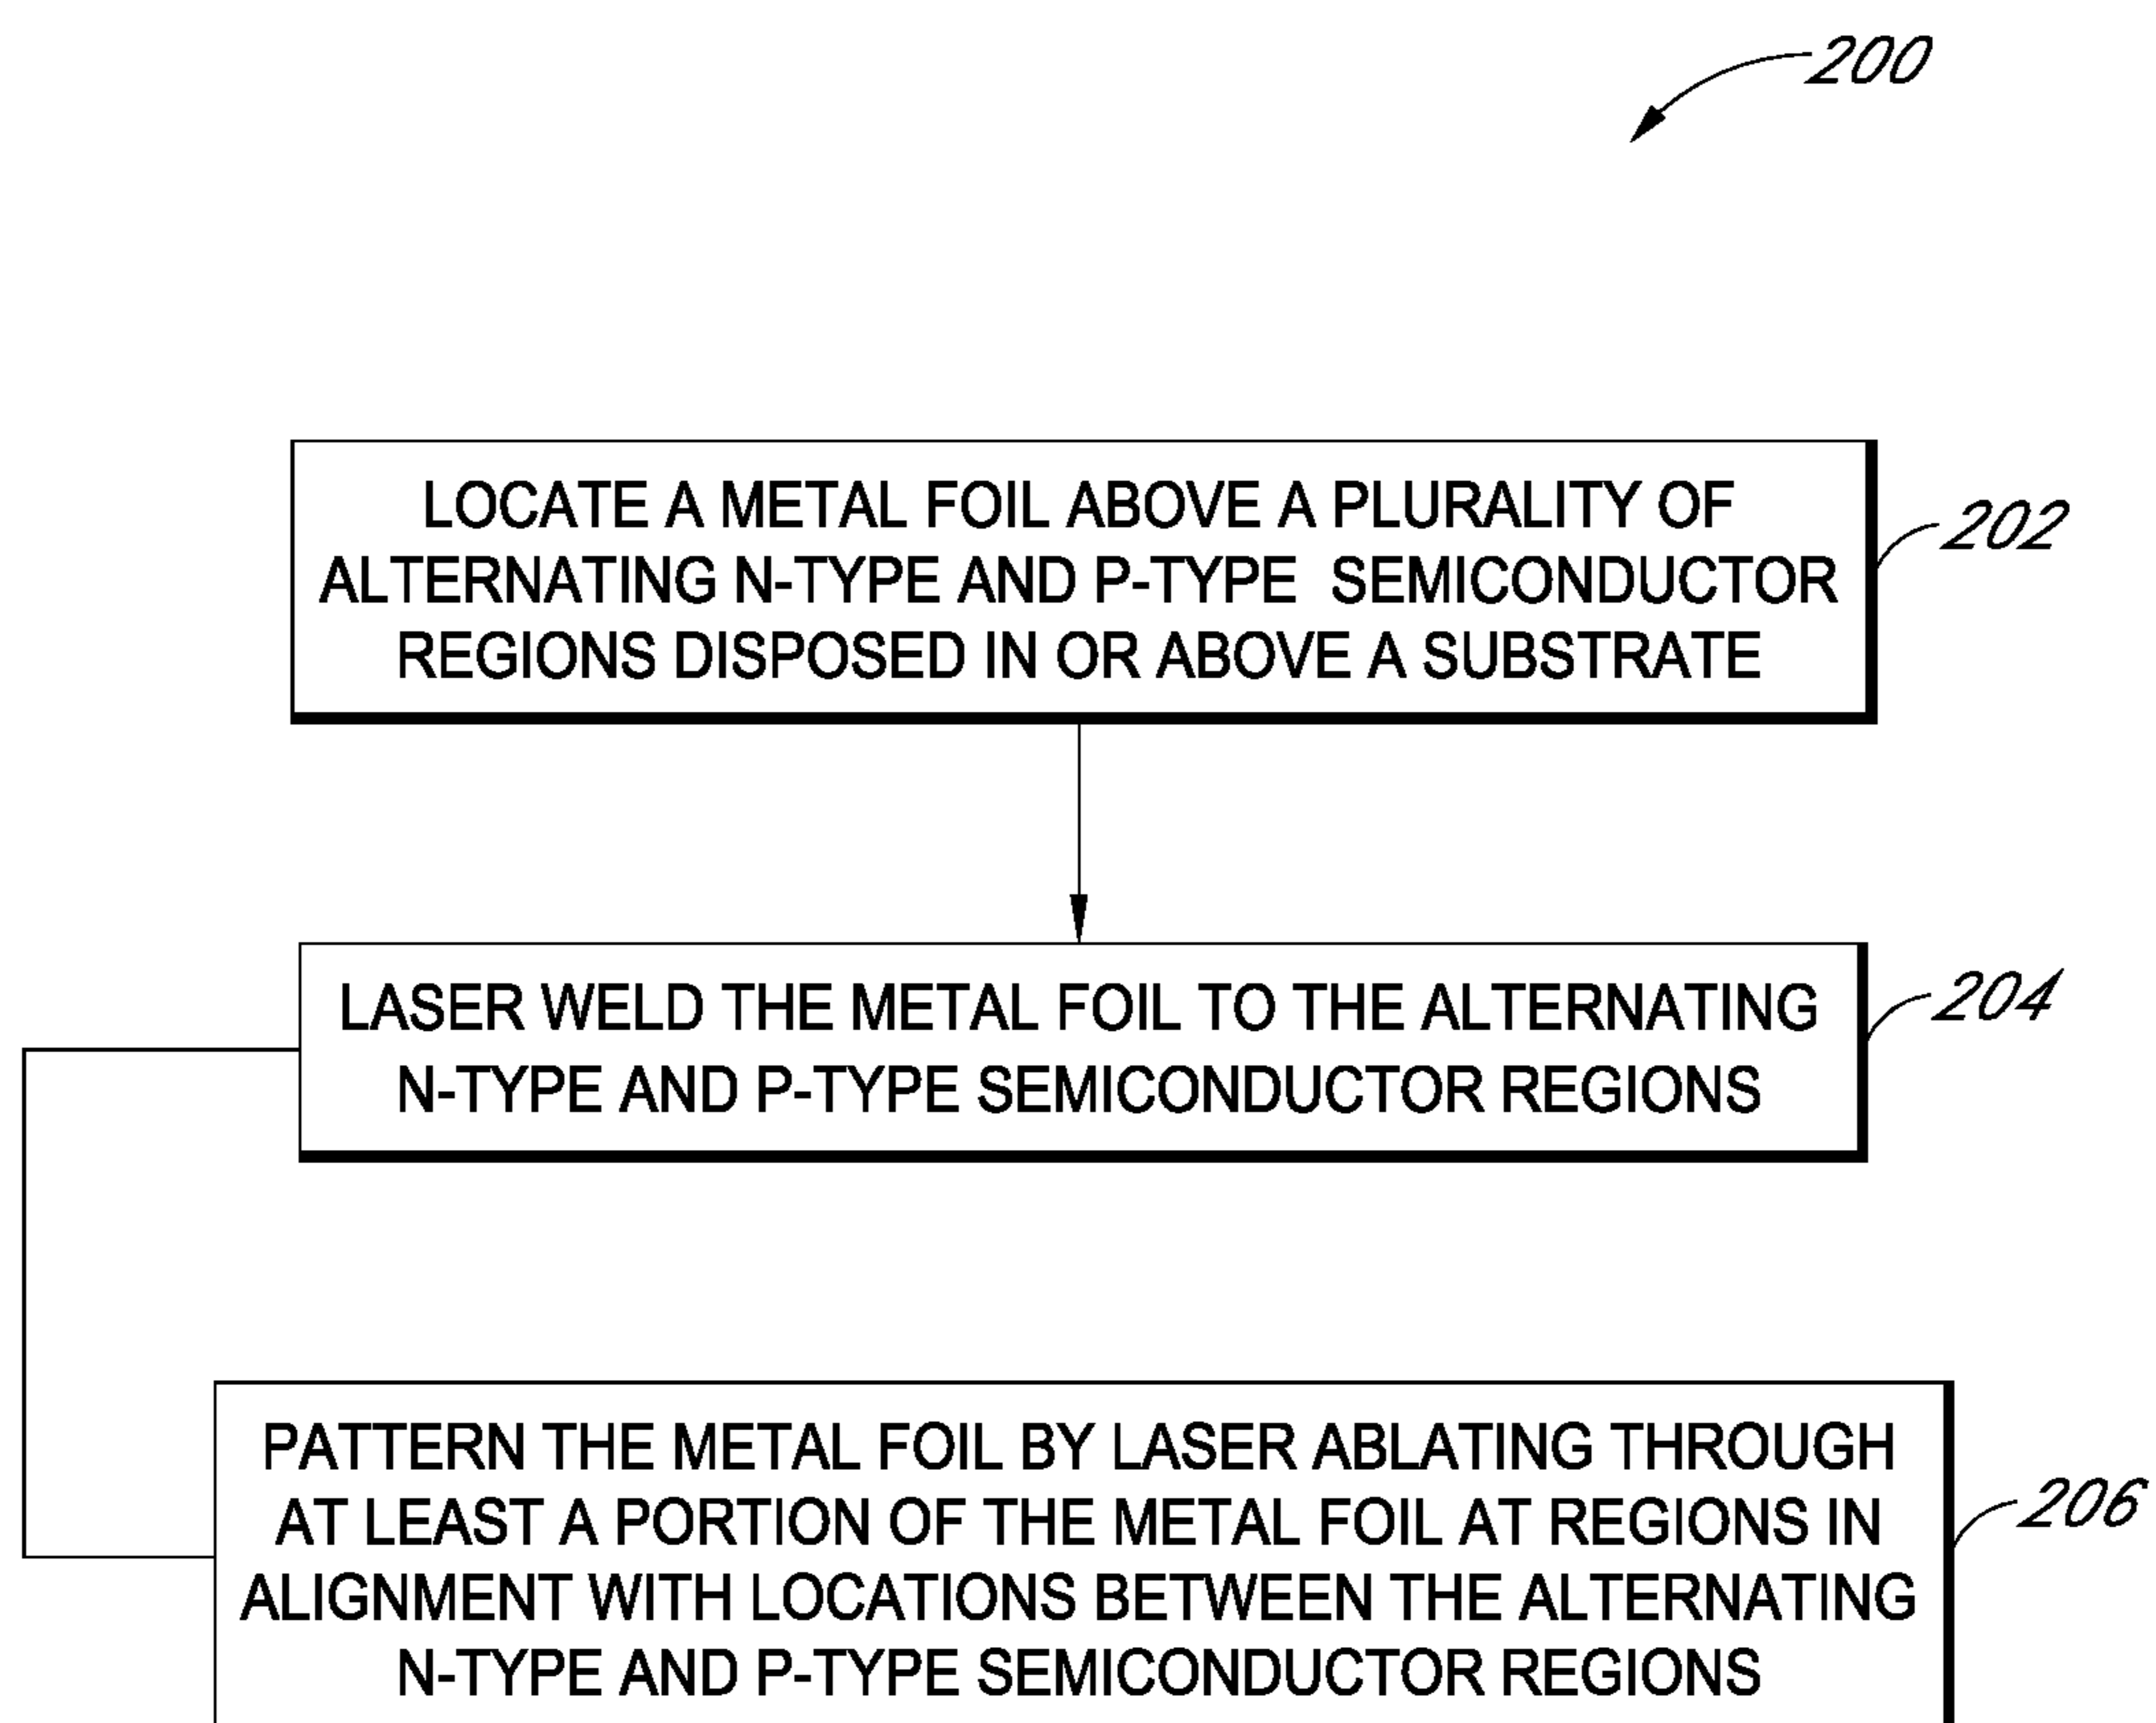 200
LOCATE A METAL FOIL ABOVE A PLURALITY OF
ALTERNATING N-TYPE AND P-TYPE SEMICONDUCTOR
REGIONS DISPOSED IN OR ABOVE A SUBSTRATE
202
LASER WELD THE METAL FOIL TO THE ALTERNATING
N-TYPE AND P-TYPE SEMICONDUCTOR REGIONS
204
PATTERN THE METAL FOIL BY LASER ABLATING THROUGH
AT LEAST A PORTION OF THE METAL FOIL AT REGIONS IN
ALIGNMENT WITH LOCATIONS BETWEEN THE ALTERNATING
N-TYPE AND P-TYPE SEMICONDUCTOR REGIONS
206